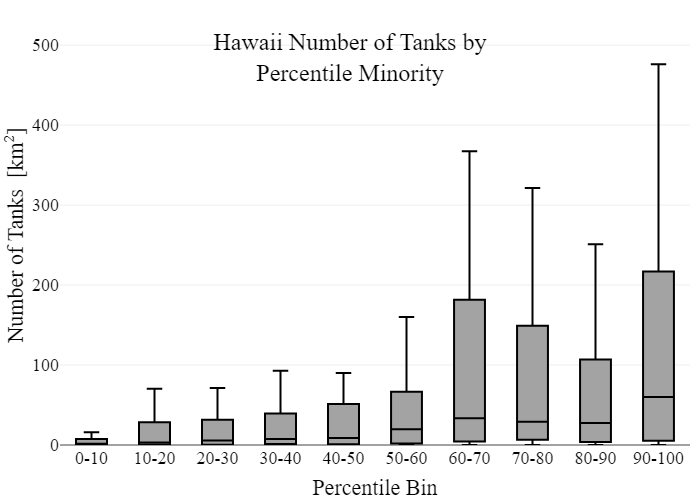 Hawaii Number of Tanks by
Percentile Minority
Number of Tanks [km²]
500
400
300
200
100
0
0-10 10-20 20-30 30-40 40-50 50-60 60-70 70-80 80-90 90-100
Percentile Bin